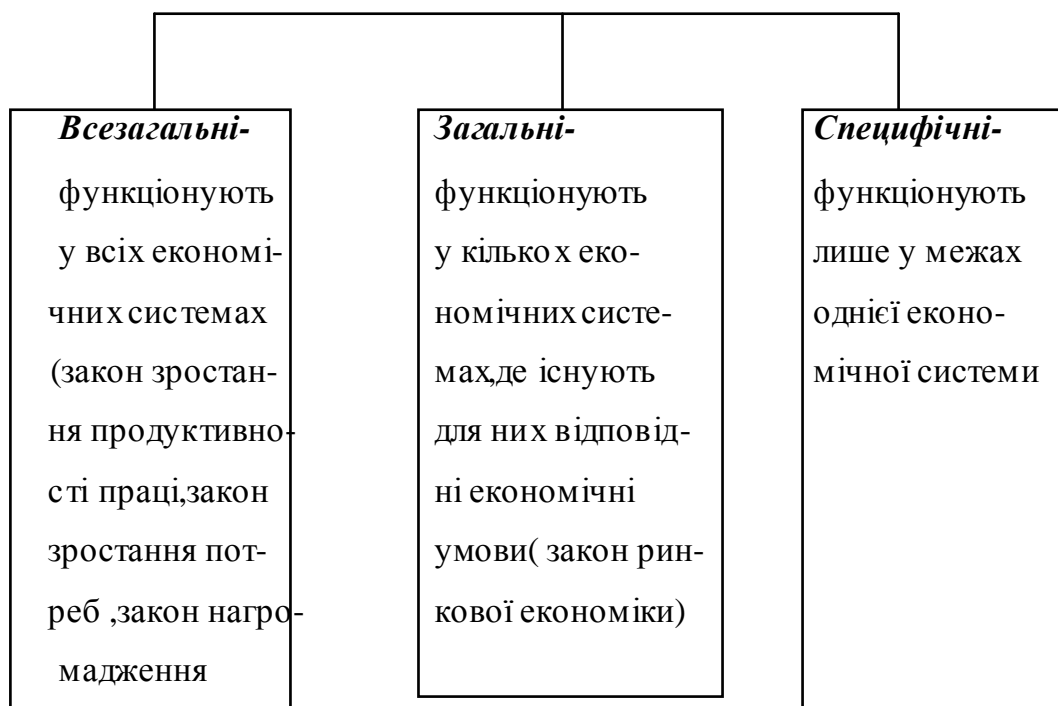 Всезагальні-
функціонують
у всіх економі-
чних системах
(закон зростан-
ня продуктивно-
сті праці,закон
зростання пот-
реб ,закон нагро-
мадження
Загальні-
функціонують
у кількох еко-
номічних систе-
мах,де існують
для них відповід-
ні економічні
умови( закон рин-
кової економіки)
Специфічні-
функціонують
лише у межах
однієї еконо-
мічної системи